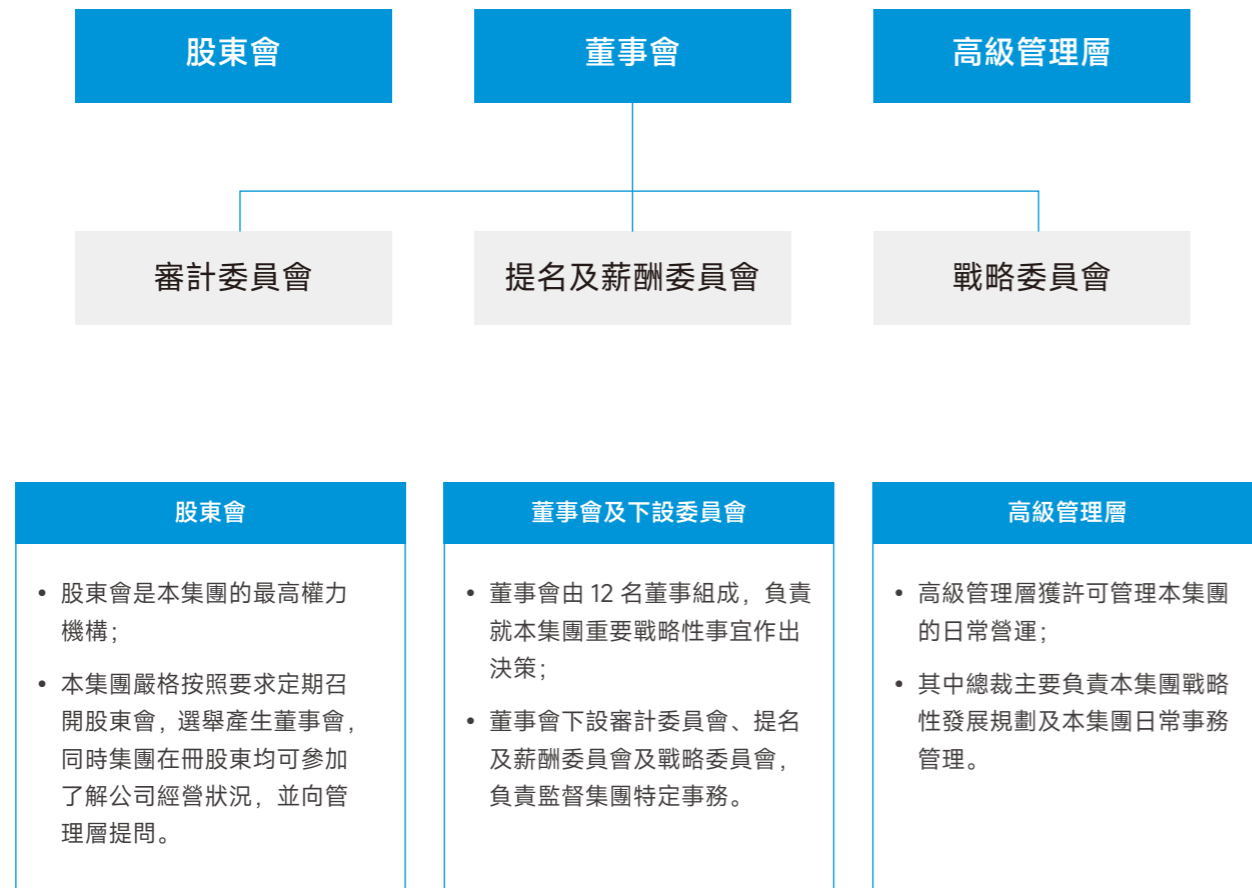 股東會
董事會
高級管理層
審計委員會
提名及薪酬委員會
戰略委員會
股東會
• 股東會是本集團的最高權力
機構；
• 本集團嚴格按照要求定期召
開股東會，選舉產生董事會，
同時集團在冊股東均可參加
了解公司經營狀況，並向管
理層提問。
董事會及下設委員會
• 董事會由 12 名董事組成，負責
就本集團重要戰略性事宜作出
決策；
• 董事會下設審計委員會、提名
及薪酬委員會及戰略委員會，
負責監督集團特定事務。
高級管理層
• 高級管理層獲許可管理本集團
的日常營運；
• 其中總裁主要負責本集團戰略
性發展規劃及本集團日常事務
管理。